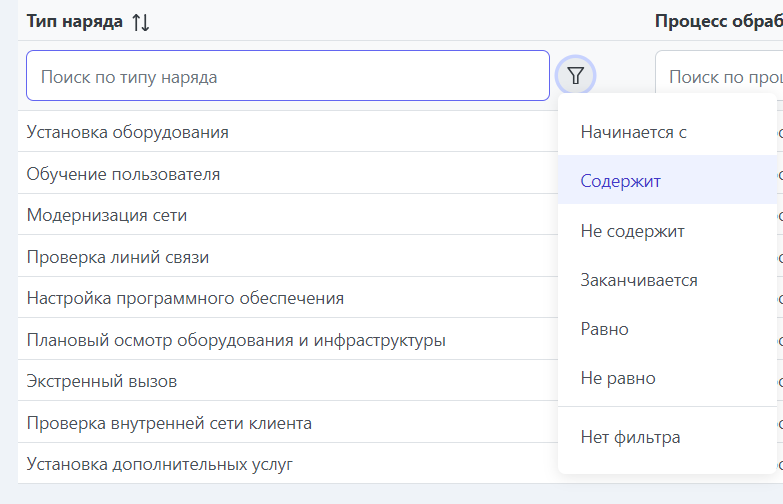 Тип наряда
Процесс обраб
Поиск по типу наряда
Поиск по про
Установка оборудования
Обучение пользователя
Модернизация сети
Проверка линий связи
Настройка программного обеспечения
Плановый осмотр оборудования и инфраструктуры
Экстренный вызов
Проверка внутренней сети клиента
Установка дополнительных услуг
Начинается с
Содержит
Не содержит
Заканчивается
Равно
Не равно
Нет фильтра